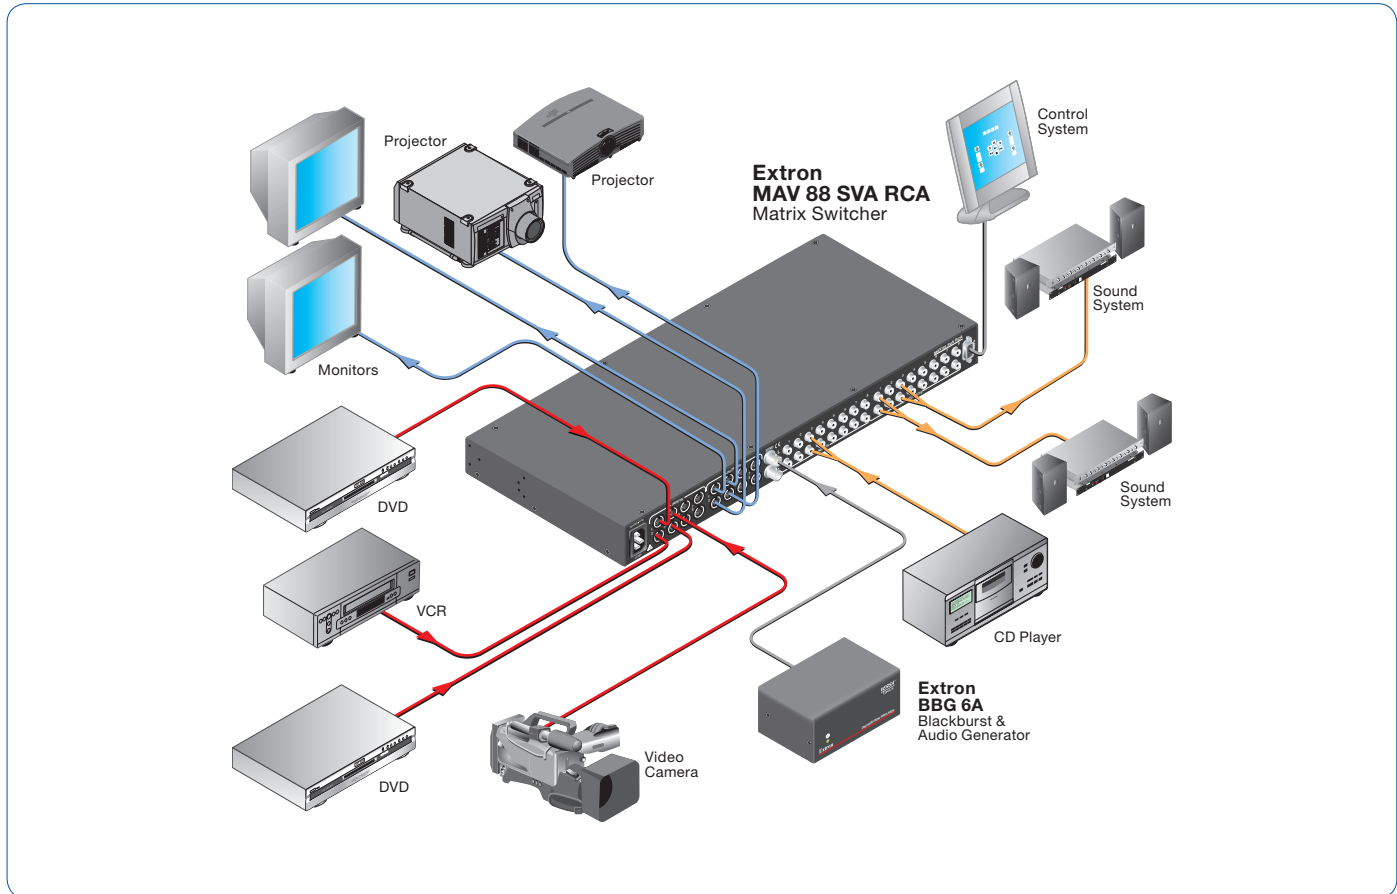 Projector
Projector
Control
System
Extron
MAV 88 SVA RCA
Matrix Switcher
Sound
System
Monitors
DVD
Sound
System
VCR
CD Player
Extron
BBG 6A
Blackburst &
Audio Generator
Video
Camera
DVD
Extron